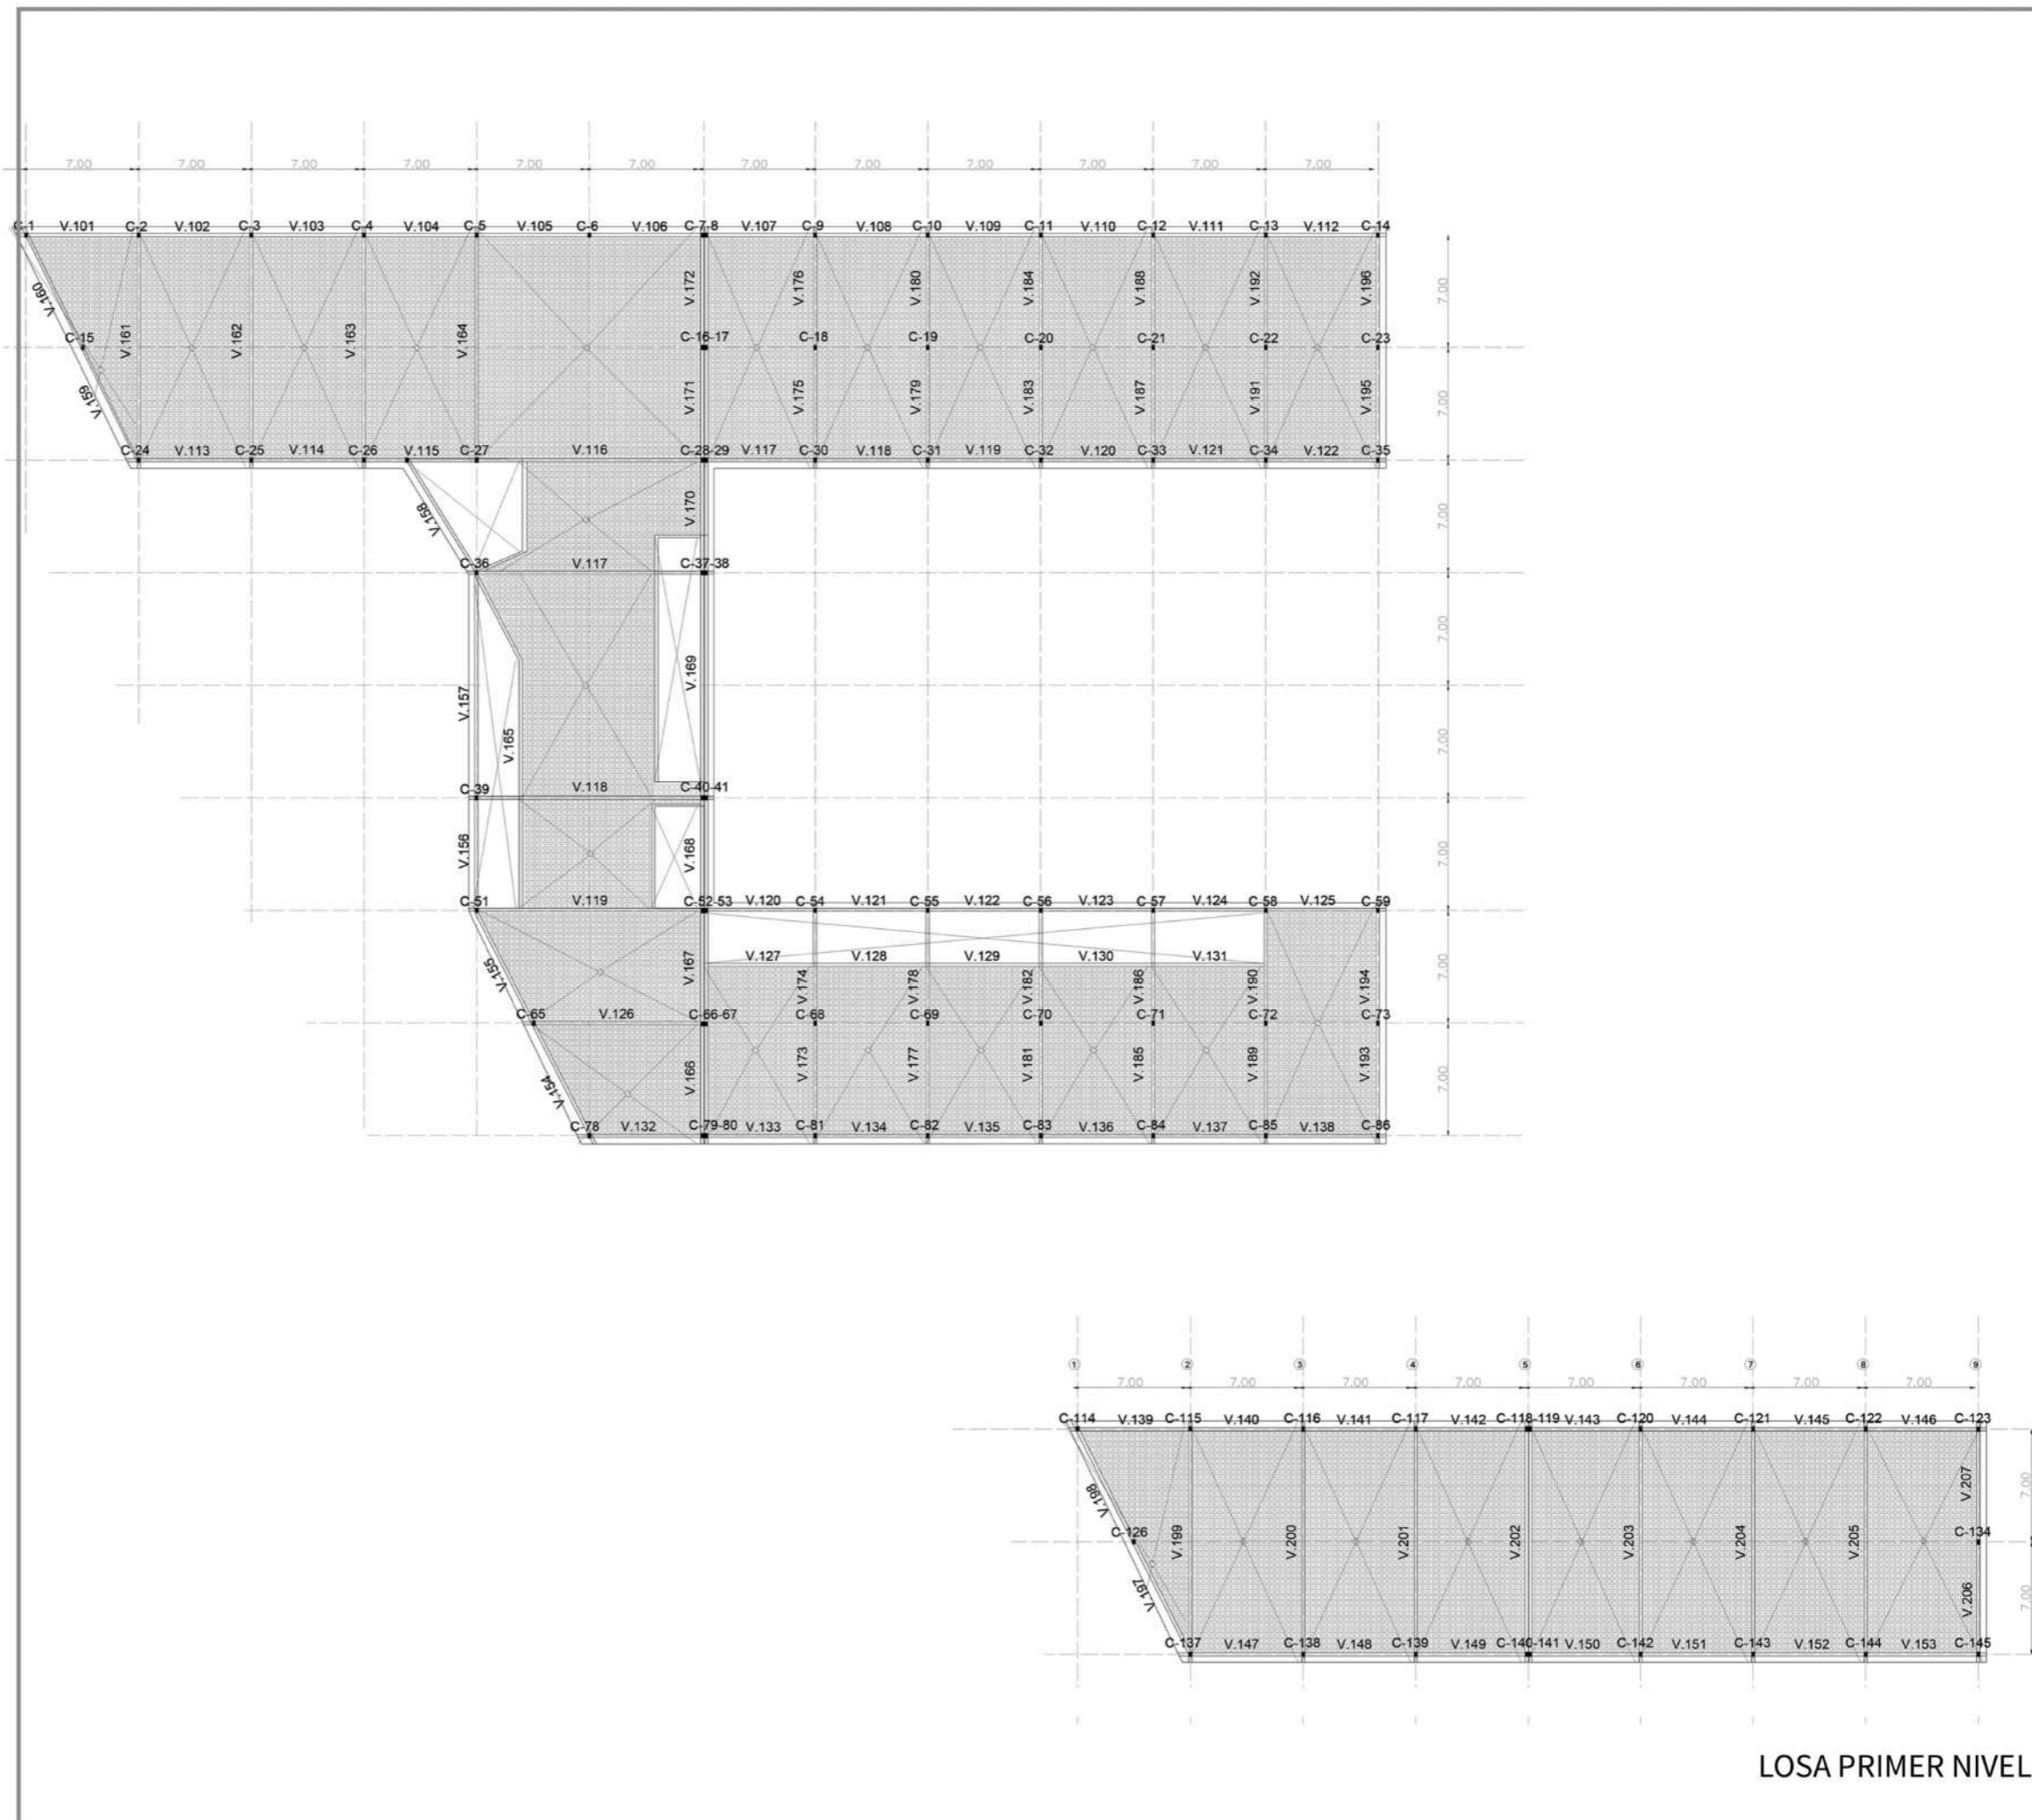 7.00 7.00 7.00 7.00 7.00 7.00 7.00 7.00 7.00 7.00 7.00 7.00
C-1 V.101 C-2 V.102 C-3 V.103 C-4 V.104 C-5 V.105 C-6 V.106 C-7-8 V.107 C-9 V.108 C-10 V.109 C-11 V.110 C-12 V.111 C-13 V.112 C-14
V.160 V.172 V.176 V.180 V.184 V.188 V.192 V.196 7.00
C-15 V.161 V.162 V.163 V.164 C-16-17 C-18 C-19 C-20 C-21 C-22 C-23
V.159 V.171 V.175 V.179 V.183 V.187 V.191 V.195 7.00
C-24 V.113 C-25 V.114 C-26 V.115 C-27 V.116 C-28-29 V.117 C-30 V.118 C-31 V.119 C-32 V.120 C-33 V.121 C-34 V.122 C-35
V.158 V.170 7.00
C-36 V.117 C-37-38
7.00
V.157 V.169
V.165 7.00
C-39 V.118 C-40-41
V.156 V.168 7.00
C-51 V.119 C-52-53 V.120 C-54 V.121 C-55 V.122 C-56 V.123 C-57 V.124 C-58 V.125 C-59
V.127 V.128 V.129 V.130 V.131
V.155 V.167 V.174 V.178 V.182 V.186 V.190 V.194 7.00
C-65 V.126 C-66-67 C-68 C-69 C-70 C-71 C-72 C-73
V.154 V.166 V.173 V.177 V.181 V.185 V.189 V.193 7.00
C-78 V.132 C-79-80 V.133 C-81 V.134 C-82 V.135 C-83 V.136 C-84 V.137 C-85 V.138 C-86
1 2 3 4 5 6 7 8 9
7.00 7.00 7.00 7.00 7.00 7.00 7.00 7.00
C-114 V.139 C-115 V.140 C-116 V.141 C-117 V.142 C-118-119 V.143 C-120 V.144 C-121 V.145 C-122 V.146 C-123
V.198 V.207 7.00
C-126 V.199 V.200 V.201 V.202 V.203 V.204 V.205 C-134
V.197 V.206 7.00
C-137 V.147 C-138 V.148 C-139 V.149 C-140-141 V.150 C-142 V.151 C-143 V.152 C-144 V.153 C-145
LOSA PRIMER NIVEL